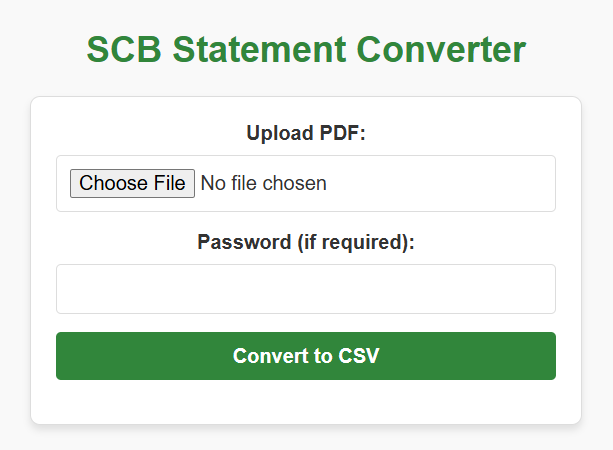 SCB Statement Converter
Upload PDF:
Choose File No file chosen
Password (if required):
Convert to CSV